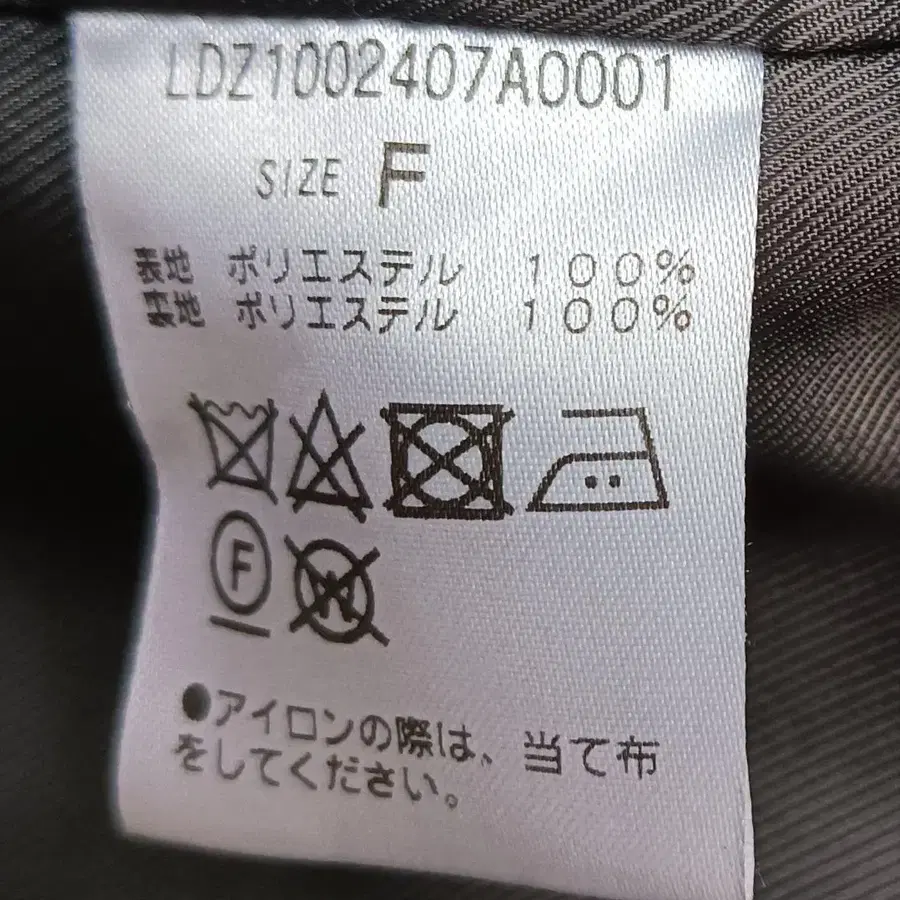 LDZ1002407A0001
SIZE F
表地 ポリエステル 100%
裏地 ポリエステル 100%
F
W
●アイロンの際は、当て布
をしてください。